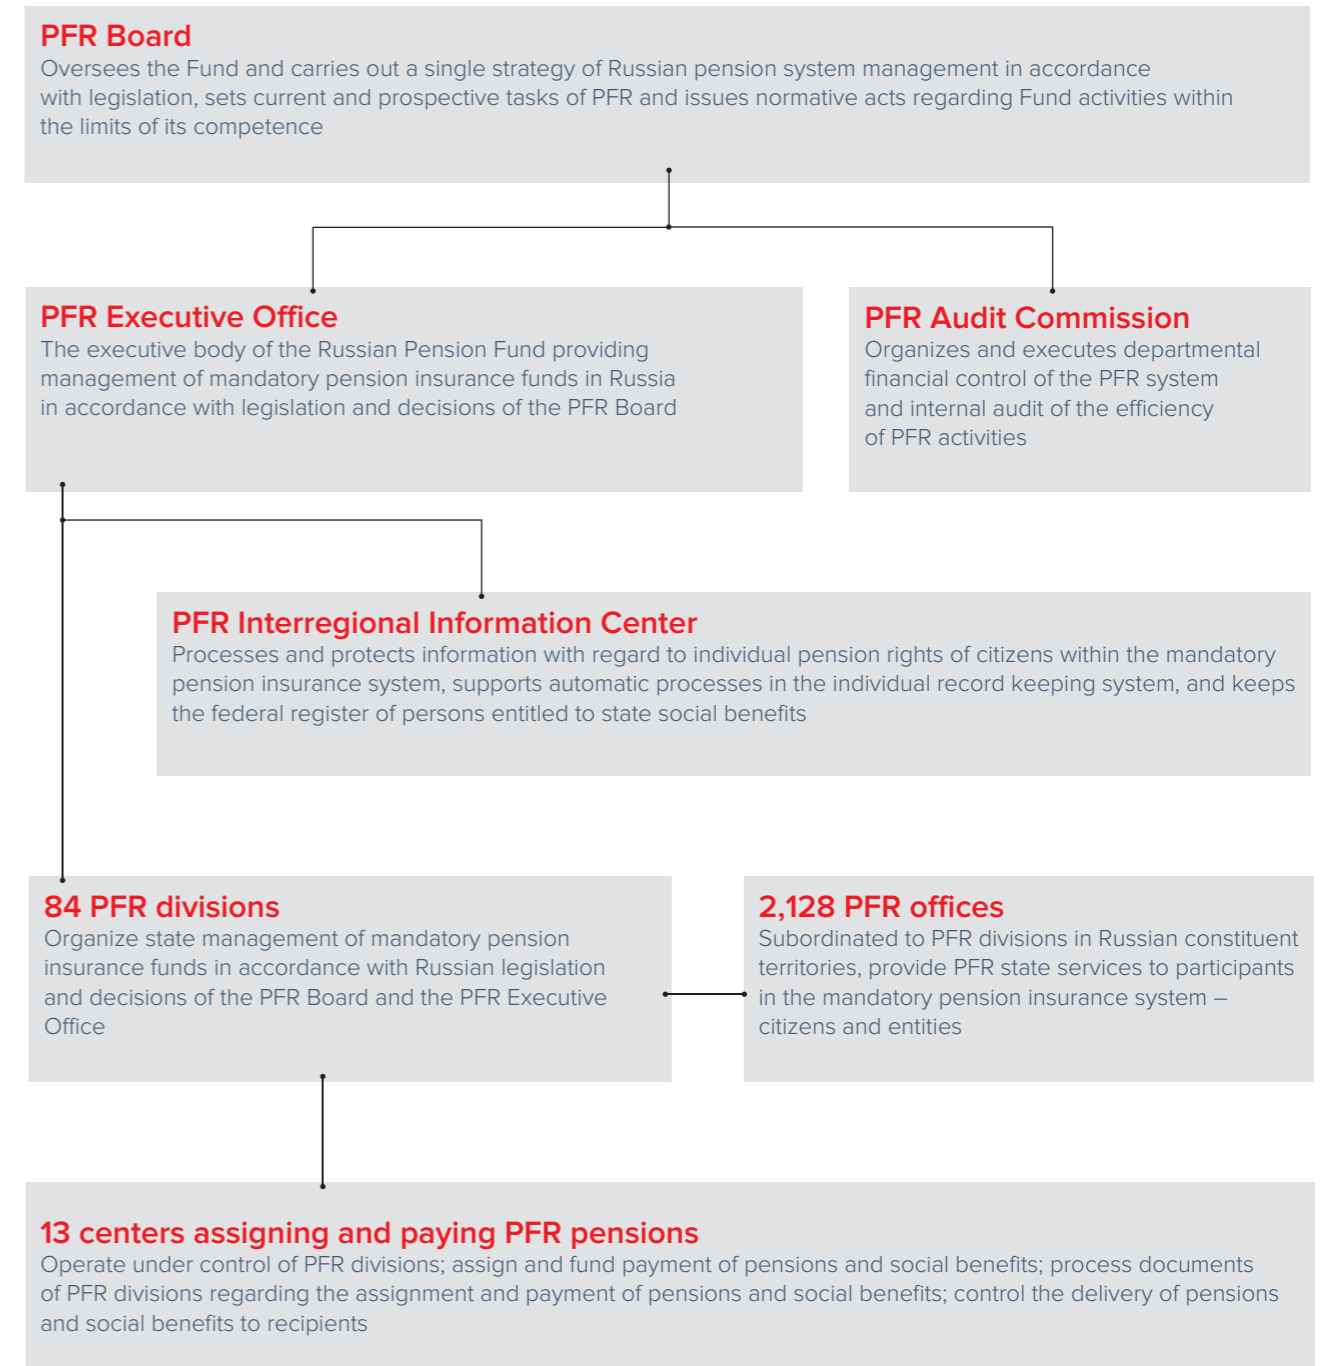 PFR Board
Oversees the Fund and carries out a single strategy of Russian pension system management in accordance
with legislation, sets current and prospective tasks of PFR and issues normative acts regarding Fund activities within
the limits of its competence
PFR Executive Office
The executive body of the Russian Pension Fund providing
management of mandatory pension insurance funds in Russia
in accordance with legislation and decisions of the PFR Board
PFR Audit Commission
Organizes and executes departmental
financial control of the PFR system
and internal audit of the efficiency
of PFR activities
PFR Interregional Information Center
Processes and protects information with regard to individual pension rights of citizens within the mandatory
pension insurance system, supports automatic processes in the individual record keeping system, and keeps
the federal register of persons entitled to state social benefits
84 PFR divisions
Organize state management of mandatory pension
insurance funds in accordance with Russian legislation
and decisions of the PFR Board and the PFR Executive
Office
2,128 PFR offices
Subordinated to PFR divisions in Russian constituent
territories, provide PFR state services to participants
in the mandatory pension insurance system –
citizens and entities
13 centers assigning and paying PFR pensions
Operate under control of PFR divisions; assign and fund payment of pensions and social benefits; process documents
of PFR divisions regarding the assignment and payment of pensions and social benefits; control the delivery of pensions
and social benefits to recipients